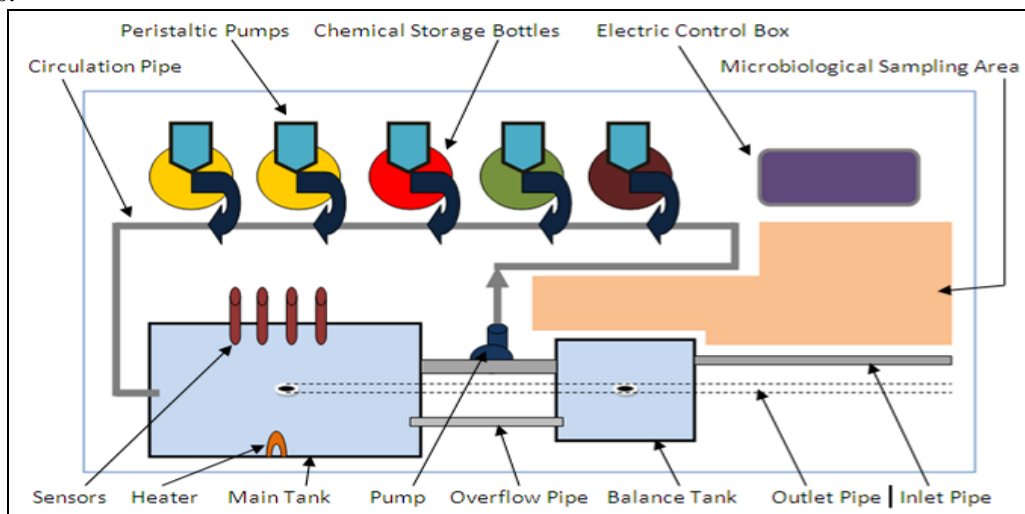 Peristaltic Pumps Chemical Storage Bottles Electric Control Box
Circulation Pipe Microbiological Sampling Area
Sensors Heater Main Tank Pump Overflow Pipe Balance Tank Outlet Pipe | Inlet Pipe